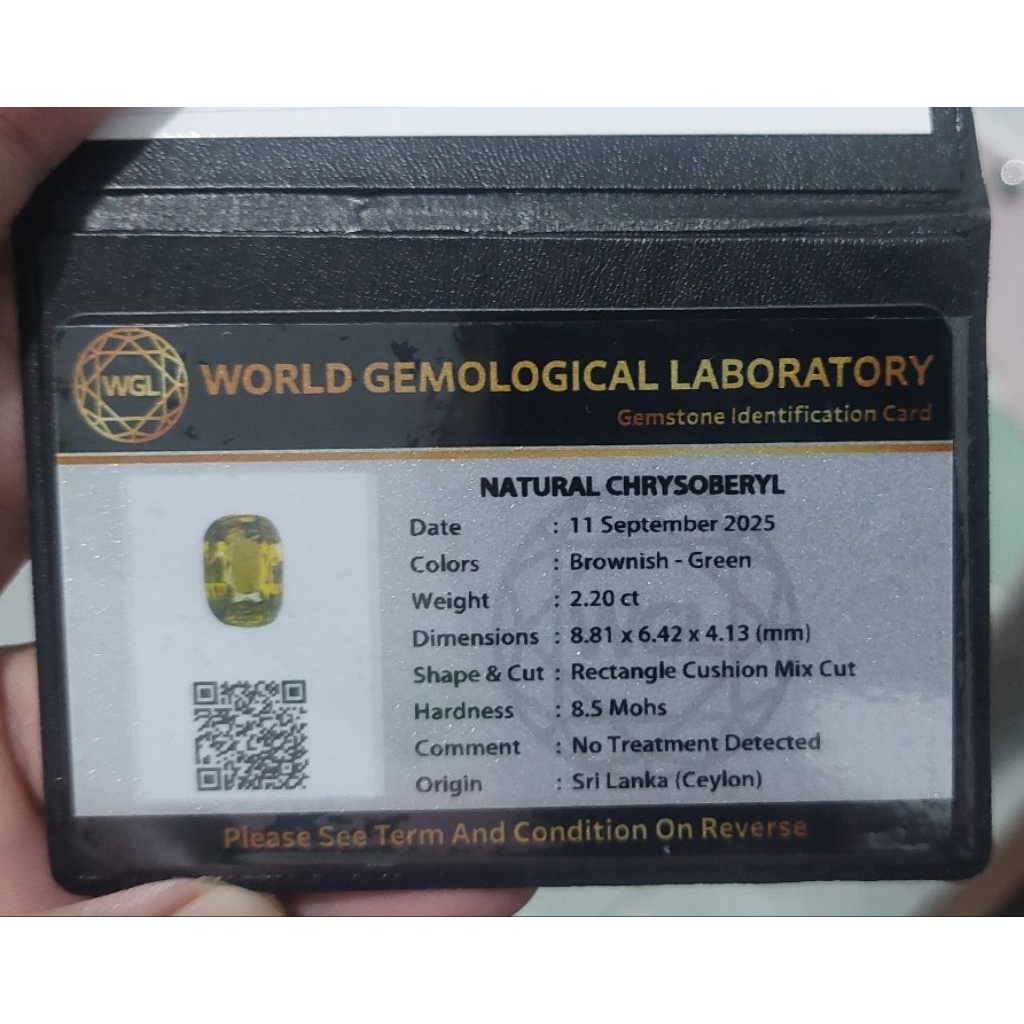 WGL
WORLD GEMOLOGICAL LABORATORY
Gemstone Identification Card
NATURAL CHRYSOBERYL
Date : 11 September 2025
Colors : Brownish - Green
Weight : 2.20 ct
Dimensions : 8.81 x 6.42 x 4.13 (mm)
Shape & Cut : Rectangle Cushion Mix Cut
Hardness : 8.5 Mohs
Comment : No Treatment Detected
Origin : Sri Lanka (Ceylon)
Please See Term And Condition On Reverse